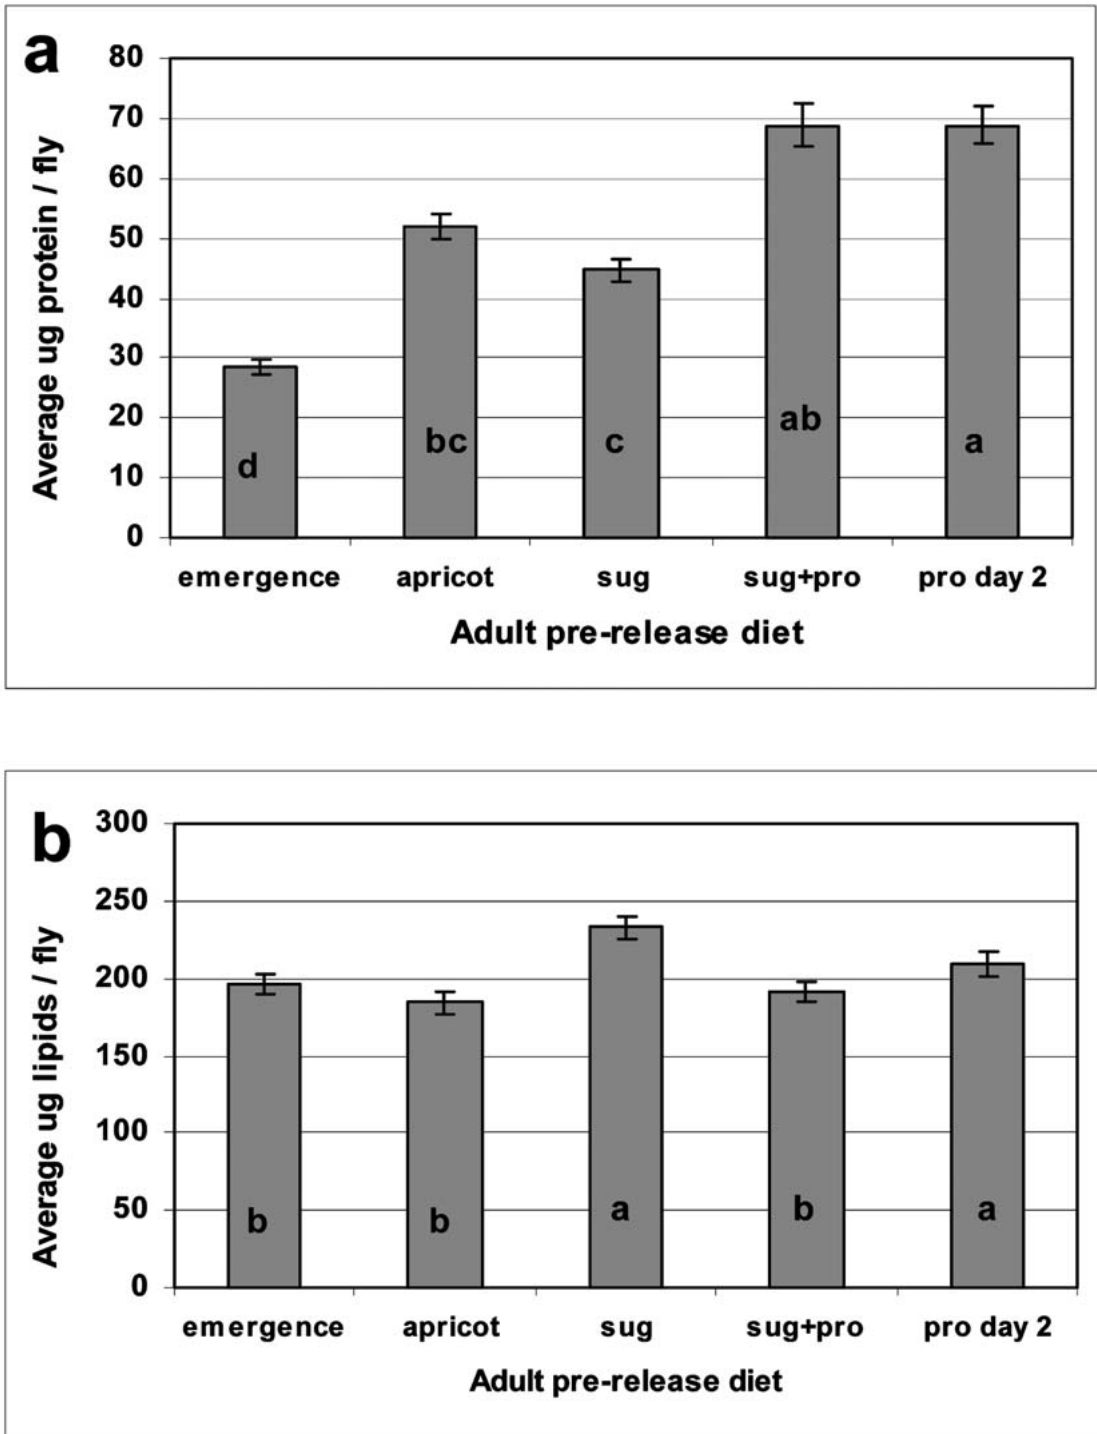 a
Average ug protein / fly
80
70
60
50
40
30
20
10
0
d
bc
c
ab
a
emergence apricot sug sug+pro pro day 2
Adult pre-release diet
b
Average ug lipids / fly
300
250
200
150
100
50
0
b
b
a
b
a
emergence apricot sug sug+pro pro day 2
Adult pre-release diet